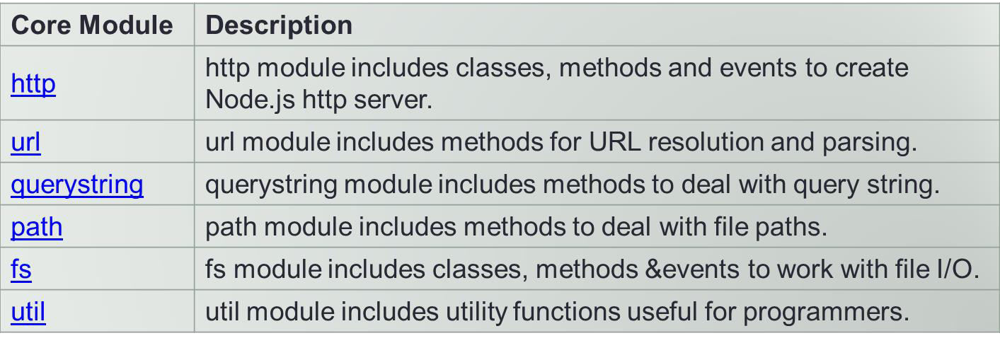 Core Module Description
http http module includes classes, methods and events to create
Node.js http server.
url url module includes methods for URL resolution and parsing.
querystring querystring module includes methods to deal with query string.
path path module includes methods to deal with file paths.
fs fs module includes classes, methods &events to work with file I/O.
util util module includes utility functions useful for programmers.